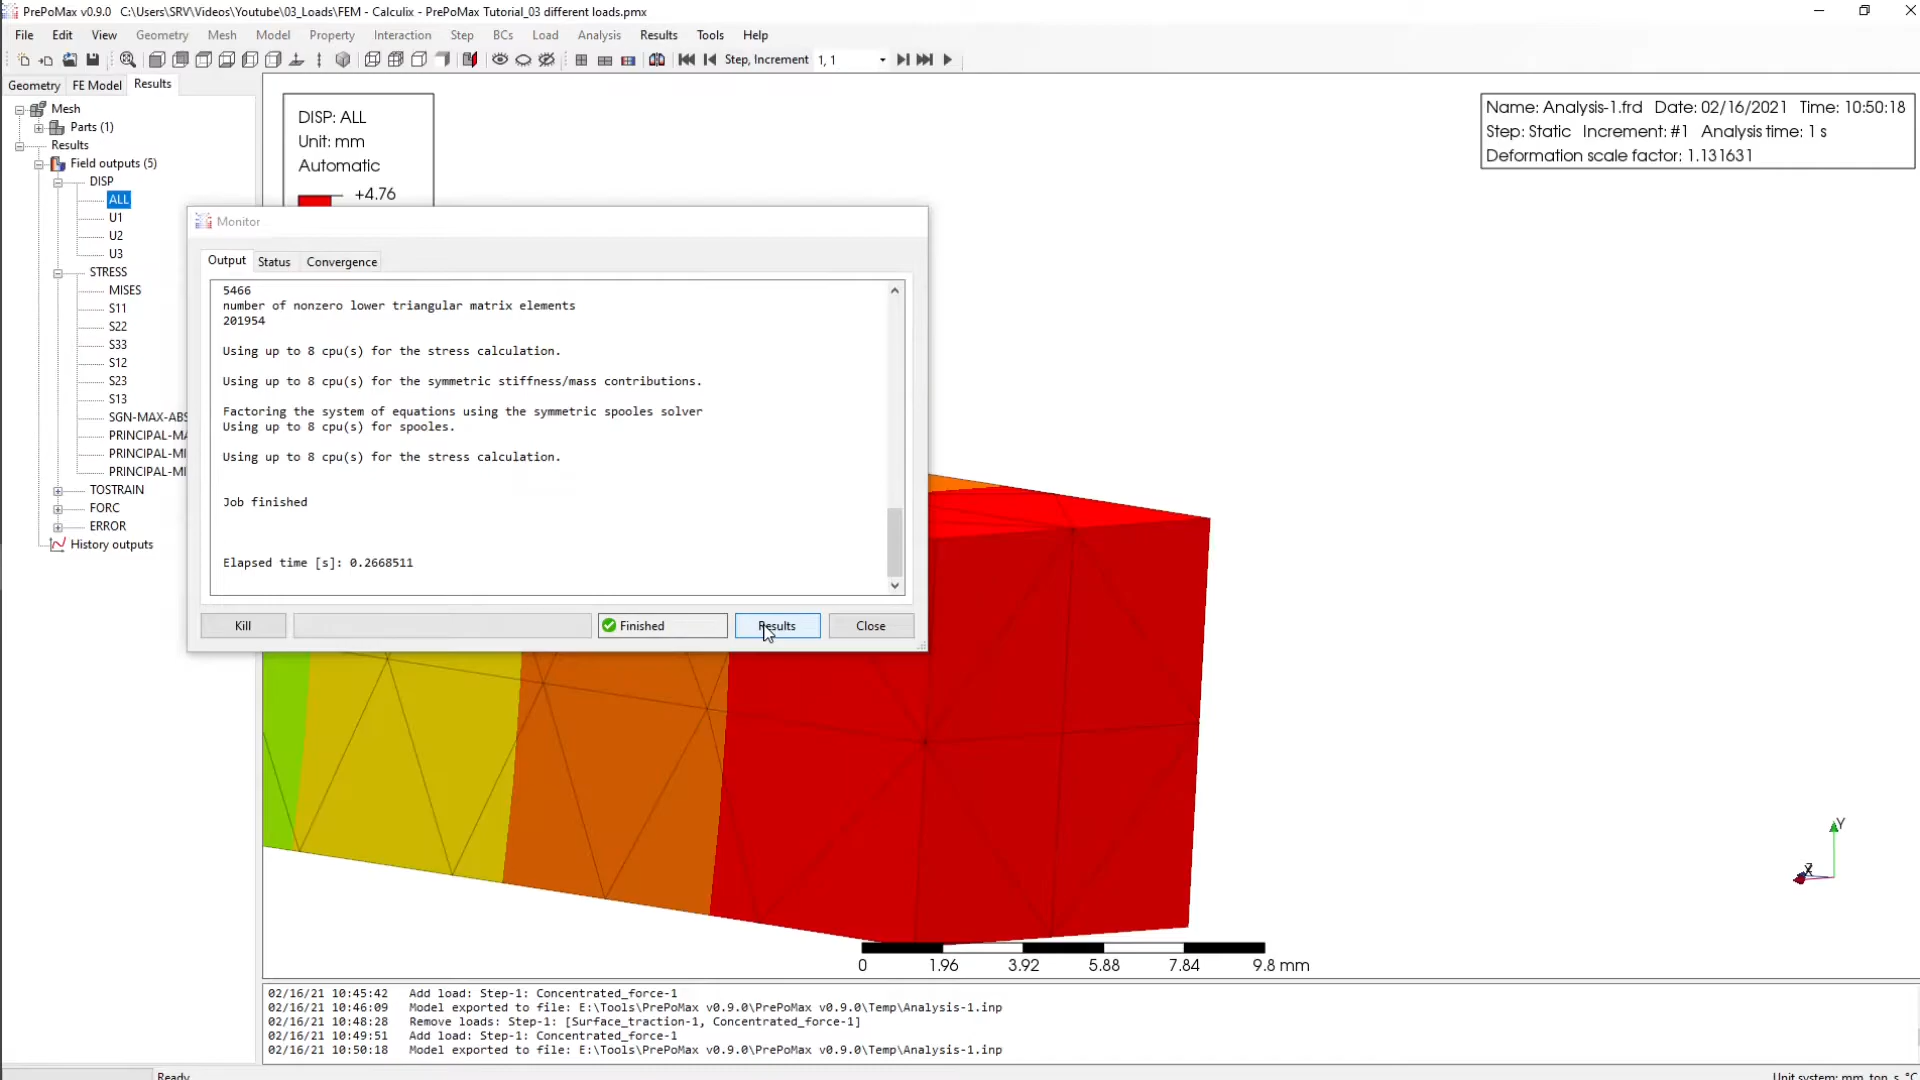 PrePoMax v0.9.0   C:\Users\SRV\Videos\Youtube\03_Loads\FEM - Calculix - PrePoMax Tutorial_03 different loads.pmx
File Edit View Geometry Mesh Model Property Interaction Step BCs Load Analysis Results Tools Help
Step, Increment 1, 1
Geometry FE Model Results
Mesh
Parts (1)
Results
Field outputs (5)
DISP
ALL
U1
U2
U3
STRESS
MISES
S11
S22
S33
S12
S23
S13
SGN-MAX-ABS
PRINCIPAL-MA
PRINCIPAL-MI
PRINCIPAL-MI
TOSTRAIN
FORC
ERROR
History outputs
DISP: ALL
Unit: mm
Automatic
+4.76
Name: Analysis-1.frd Date: 02/16/2021 Time: 10:50:18
Step: Static Increment: #1 Analysis time: 1 s
Deformation scale factor: 1.131631
Monitor
Output Status Convergence
5466
number of nonzero lower triangular matrix elements
201954
Using up to 8 cpu(s) for the stress calculation.
Using up to 8 cpu(s) for the symmetric stiffness/mass contributions.
Factoring the system of equations using the symmetric spooles solver
Using up to 8 cpu(s) for spooles.
Using up to 8 cpu(s) for the stress calculation.
Job finished
Elapsed time [s]: 0.2668511
Kill Finished Results Close
Y
0 1.96 3.92 5.88 7.84 9.8 mm
02/16/21 10:45:42 Add load: Step-1: Concentrated_force-1
02/16/21 10:46:09 Model exported to file: E:\Tools\PrePoMax v0.9.0\PrePoMax v0.9.0\Temp\Analysis-1.inp
02/16/21 10:48:28 Remove loads: Step-1: [Surface_traction-1, Concentrated_force-1]
02/16/21 10:49:51 Add load: Step-1: Concentrated_force-1
02/16/21 10:50:18 Model exported to file: E:\Tools\PrePoMax v0.9.0\PrePoMax v0.9.0\Temp\Analysis-1.inp
Ready
Unit system: mm, ton, s, °C